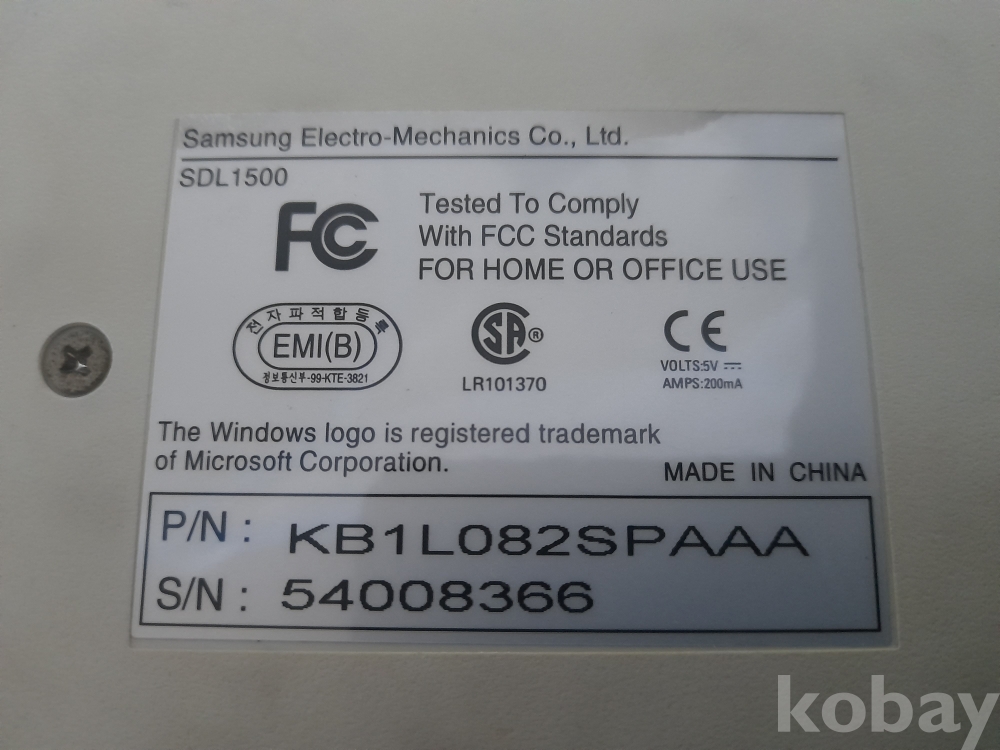 Samsung Electro-Mechanics Co., Ltd.
SDL1500
FC
Tested To Comply
With FCC Standards
FOR HOME OR OFFICE USE
전자파적합등록
EMI(B)
정보통신부-99-KTE-3821
SA®
LR101370
CE
VOLTS:5V
AMPS:200mA
The Windows logo is registered trademark
of Microsoft Corporation.
MADE IN CHINA
P/N : KB1L082SPAAA
S/N : 54008366
kobay